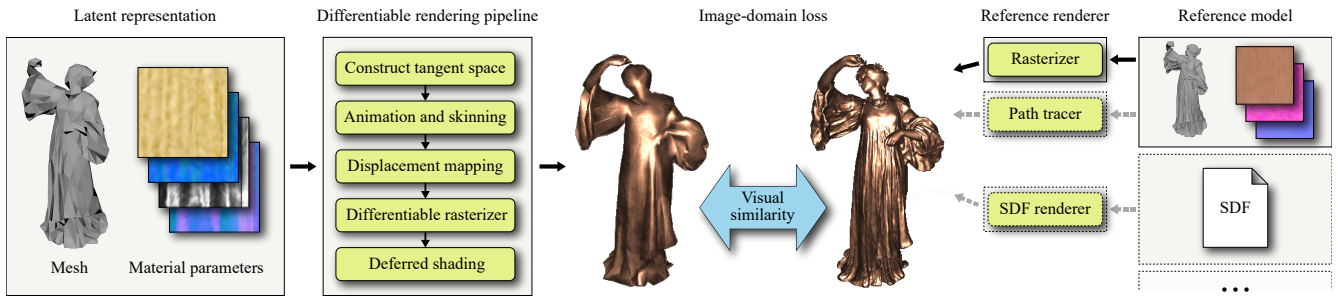 Latent representation
Differentiable rendering pipeline
Image-domain loss
Reference renderer
Reference model
Mesh
Material parameters
Construct tangent space
Animation and skinning
Displacement mapping
Differentiable rasterizer
Deferred shading
Visual
similarity
Rasterizer
Path tracer
SDF renderer
SDF
...